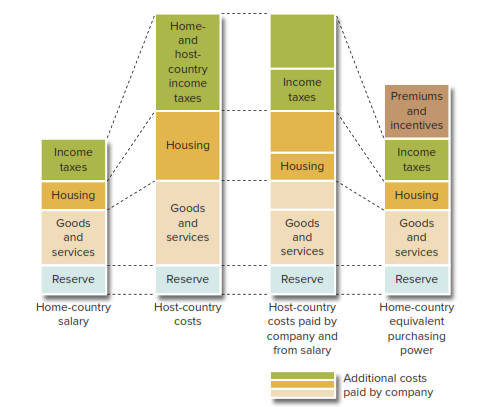 Income
taxes
Housing
Goods
and
services
Reserve
Home-country
salary
Home-
and
host-
country
income
taxes
Housing
Goods
and
services
Reserve
Host-country
costs
Income
taxes
Housing
Goods
and
services
Reserve
Host-country
costs paid by
company and
from salary
Premiums
and
incentives
Income
taxes
Housing
Goods
and
services
Reserve
Home-country
equivalent
purchasing
power
Additional costs
paid by company